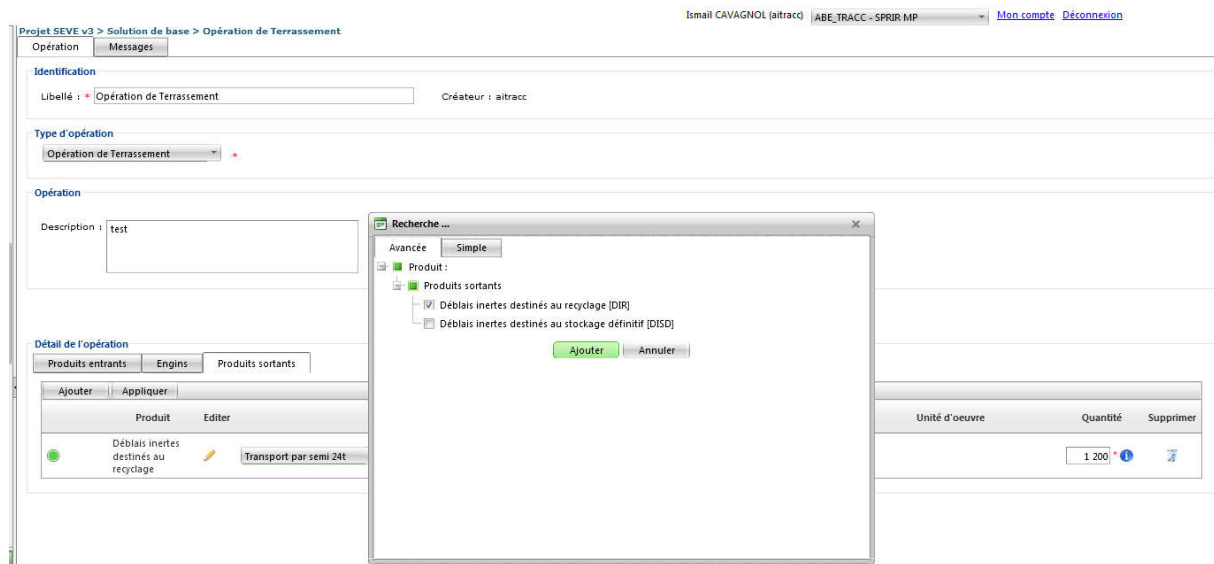 Ismail CAVAGNOL (aitracc) ABE_TRACC - SPRIR MP Mon compte Déconnexion
Projet SEVE v3 > Solution de base > Opération de Terrassement
Opération Messages
Identification
Libellé : * Opération de Terrassement Créateur : aitracc
Type d'opération
Opération de Terrassement *
Opération
Description : test
Recherche ...
Avancée Simple
Produit :
Produits sortants
Déblais inertes destinés au recyclage [DIR]
Déblais inertes destinés au stockage définitif [DISD]
Ajouter Annuler
Détail de l'opération
Produits entrants Engins Produits sortants
Ajouter Appliquer
Produit Editer Unité d'oeuvre Quantité Supprimer
Déblais inertes
destinés au
recyclage
Transport par semi 24t 1 200 *